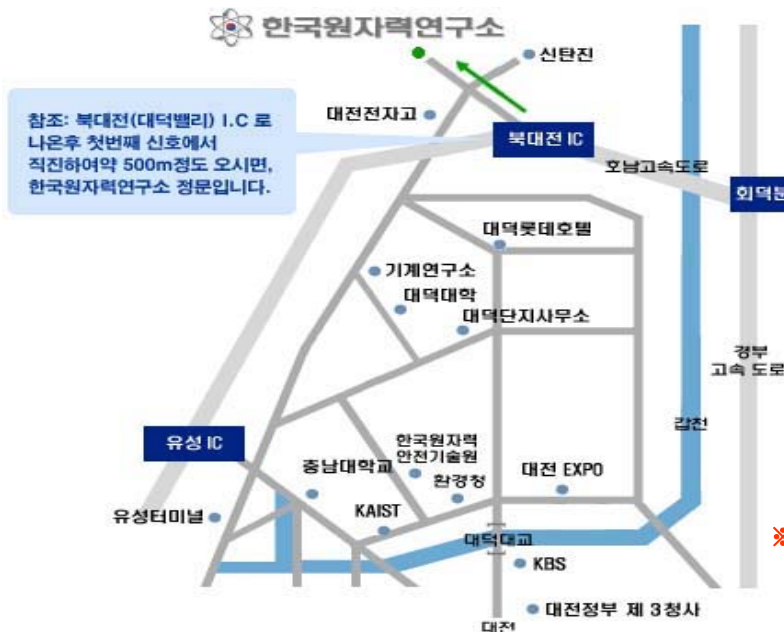 한국원자력연구소
신탄진
대전전자고
참조: 북대전(대덕밸리) I.C 로
나온후 첫번째 신호에서
직진하여약 500m정도 오시면,
한국원자력연구소 정문입니다.
북대전 IC
호남고속도로
회덕분
대덕롯데호텔
기계연구소
대덕대학
대덕단지사무소
경부
고속 도로
갑천
유성 IC
한국원자력
안전기술원
충남대학교
환경청
대전 EXPO
유성터미널
KAIST
대덕대교
※
KBS
대전정부 제 3청사
대전